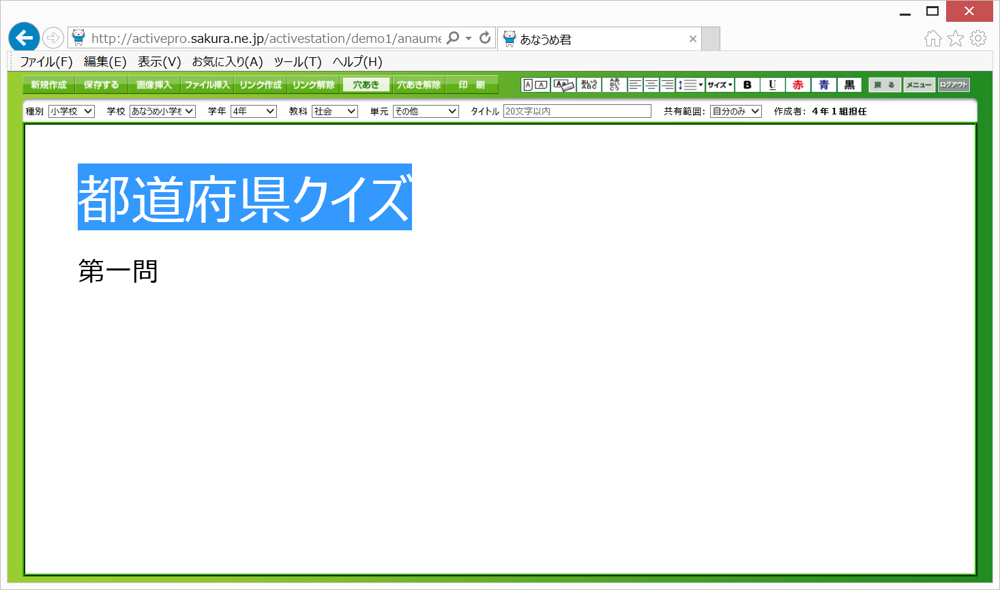 http://activepro.sakura.ne.jp/activestation/demo1/anaume
あなうめ君
ファイル(F) 編集(E) 表示(V) お気に入り(A) ツール(T) ヘルプ(H)
新規作成 保存する 画像挿入 ファイル挿入 リンク作成 リンク解除 穴あき 穴あき解除 印 刷 A A サイズ B U 赤 青 黒 戻 る メニュー ログアウト
種別 小学校 学校 あなうめ小学校 学年 4年 教科 社会 単元 その他 タイトル 20文字以内 共有範囲: 自分のみ 作成者: 4年1組担任
都道府県クイズ
第一問